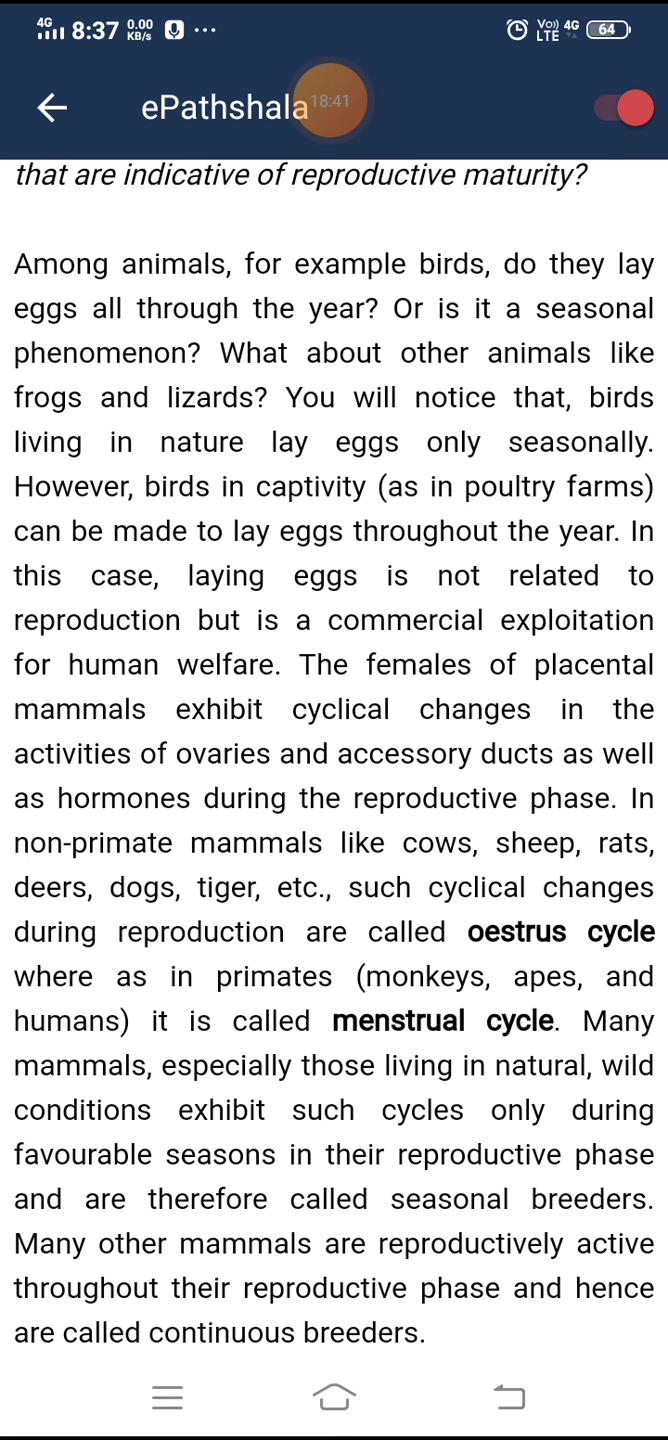 4G 8:37 0.00 KB/s ... Vo)) LTE 4G 64
ePathshala 18:41
that are indicative of reproductive maturity?
Among animals, for example birds, do they lay
eggs all through the year? Or is it a seasonal
phenomenon? What about other animals like
frogs and lizards? You will notice that, birds
living in nature lay eggs only seasonally.
However, birds in captivity (as in poultry farms)
can be made to lay eggs throughout the year. In
this case, laying eggs is not related to
reproduction but is a commercial exploitation
for human welfare. The females of placental
mammals exhibit cyclical changes in the
activities of ovaries and accessory ducts as well
as hormones during the reproductive phase. In
non-primate mammals like cows, sheep, rats,
deers, dogs, tiger, etc., such cyclical changes
during reproduction are called oestrus cycle
where as in primates (monkeys, apes, and
humans) it is called menstrual cycle. Many
mammals, especially those living in natural, wild
conditions exhibit such cycles only during
favourable seasons in their reproductive phase
and are therefore called seasonal breeders.
Many other mammals are reproductively active
throughout their reproductive phase and hence
are called continuous breeders.